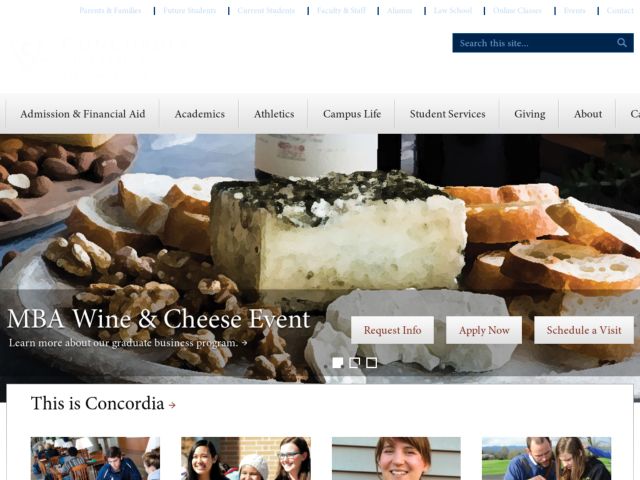 Parents & Families Future Students Current Students Faculty & Staff Alumni Law School Online Classes Events Contact
Search this site...
Admission & Financial Aid Academics Athletics Campus Life Student Services Giving About
MBA Wine & Cheese Event
Learn more about our graduate business program.
Request Info Apply Now Schedule a Visit
This is Concordia